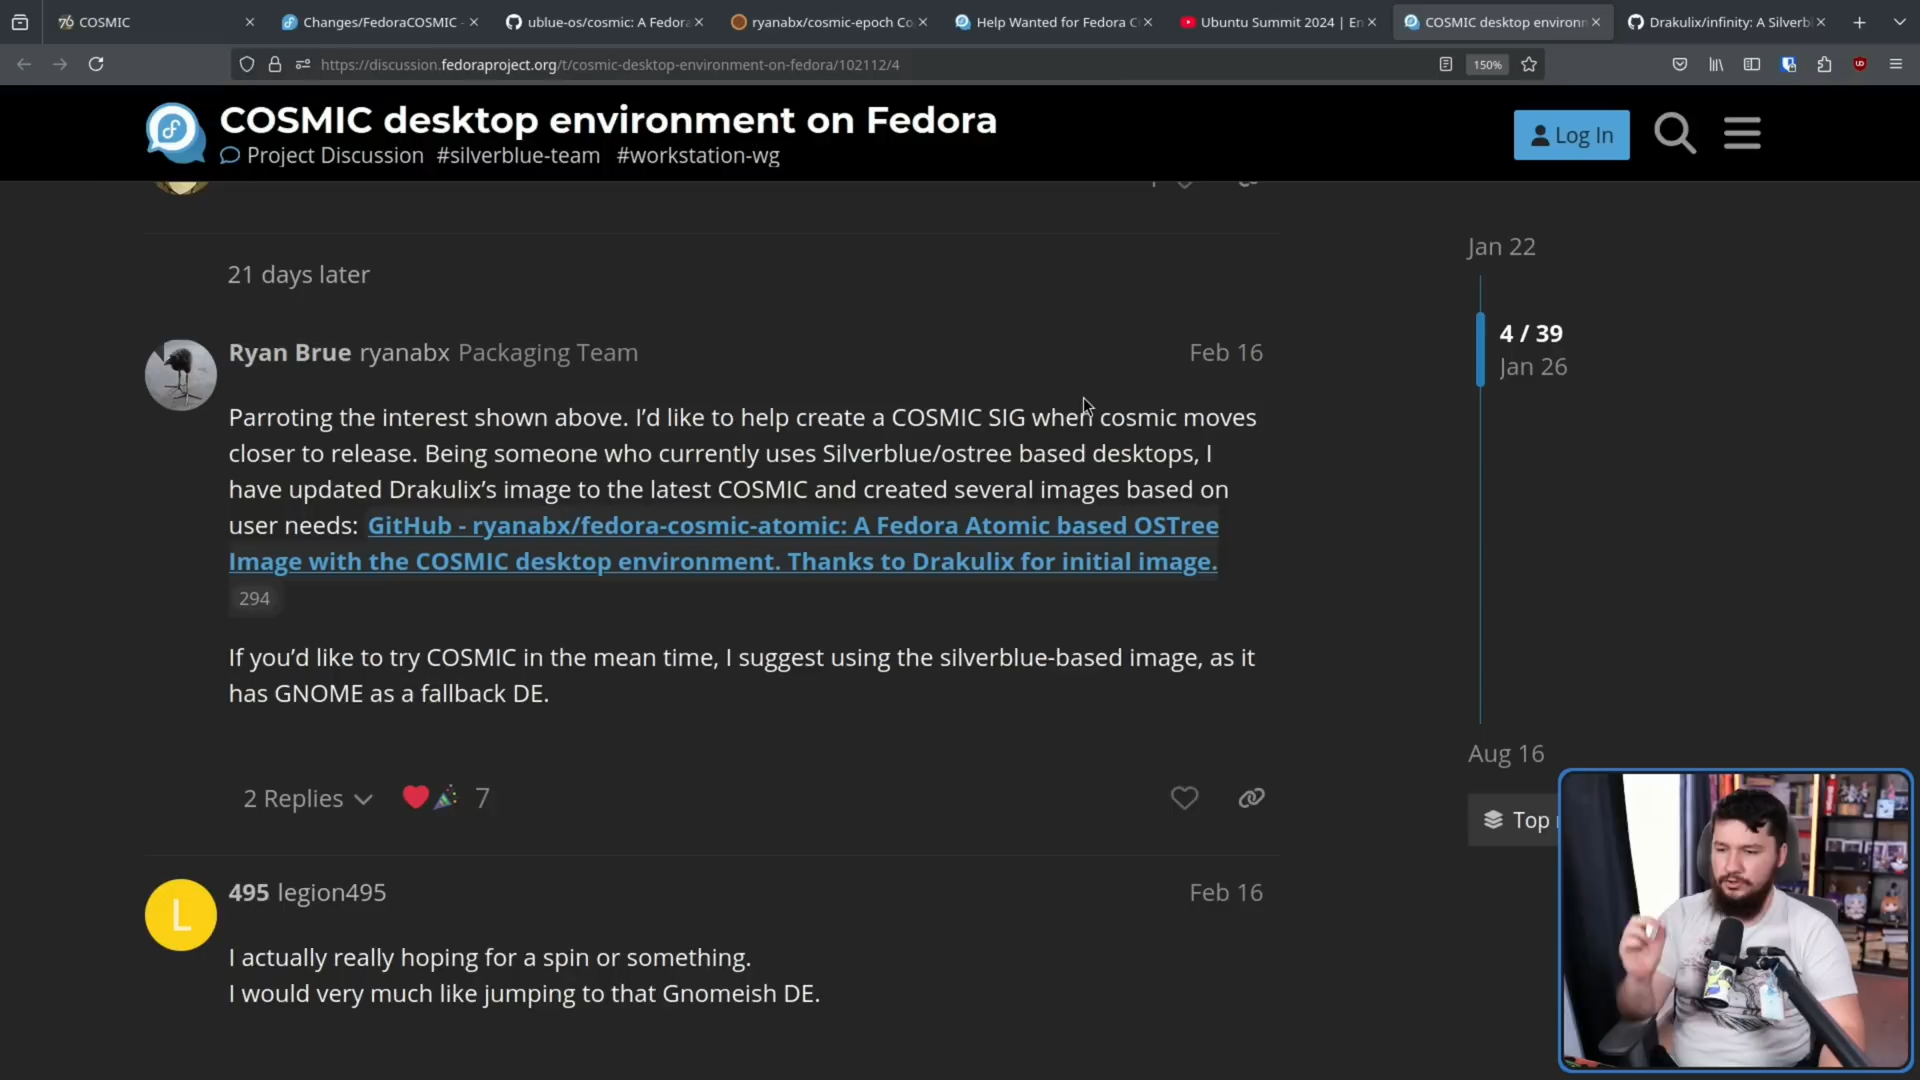 COSMIC
Changes/FedoraCOSMIC -
ublue-os/cosmic: A Fedora
ryanabx/cosmic-epoch Co
Help Wanted for Fedora C
Ubuntu Summit 2024 | En
COSMIC desktop environm
Drakulix/infinity: A Silverb
https://discussion.fedoraproject.org/t/cosmic-desktop-environment-on-fedora/102112/4
150%
COSMIC desktop environment on Fedora
Project Discussion #silverblue-team #workstation-wg
Log In
21 days later
Jan 22
4 / 39
Jan 26
Ryan Brue ryanabx Packaging Team
Feb 16
Parroting the interest shown above. I’d like to help create a COSMIC SIG when cosmic moves
closer to release. Being someone who currently uses Silverblue/ostree based desktops, I
have updated Drakulix’s image to the latest COSMIC and created several images based on
user needs: GitHub - ryanabx/fedora-cosmic-atomic: A Fedora Atomic based OSTree
Image with the COSMIC desktop environment. Thanks to Drakulix for initial image.
294
If you’d like to try COSMIC in the mean time, I suggest using the silverblue-based image, as it
has GNOME as a fallback DE.
Aug 16
2 Replies
7
Top
L
495 legion495
Feb 16
I actually really hoping for a spin or something.
I would very much like jumping to that Gnomeish DE.